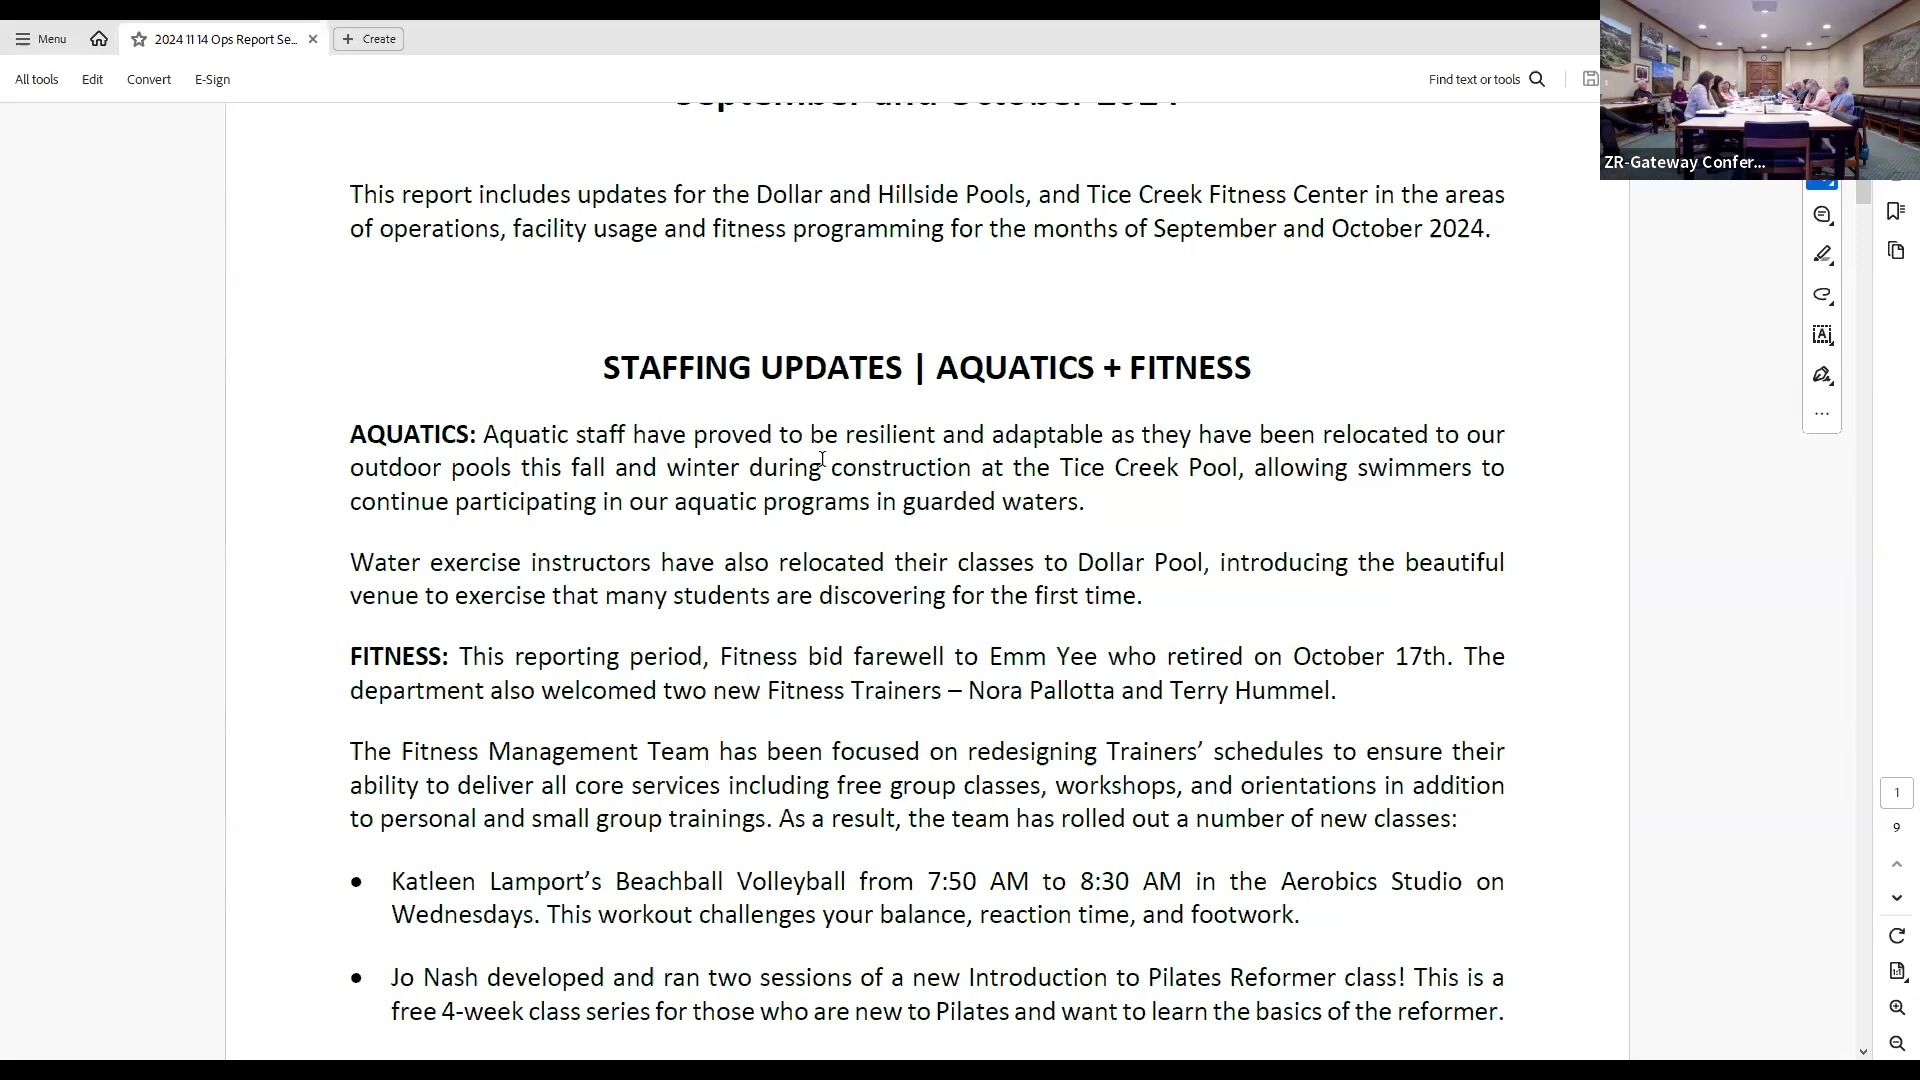 Menu
2024 11 14 Ops Report Se...
Create
All tools
Edit
Convert
E-Sign
Find text or tools
ZR-Gateway Confer...
September and October 2024
This report includes updates for the Dollar and Hillside Pools, and Tice Creek Fitness Center in the areas
of operations, facility usage and fitness programming for the months of September and October 2024.
STAFFING UPDATES | AQUATICS + FITNESS
AQUATICS: Aquatic staff have proved to be resilient and adaptable as they have been relocated to our
outdoor pools this fall and winter during construction at the Tice Creek Pool, allowing swimmers to
continue participating in our aquatic programs in guarded waters.
Water exercise instructors have also relocated their classes to Dollar Pool, introducing the beautiful
venue to exercise that many students are discovering for the first time.
FITNESS: This reporting period, Fitness bid farewell to Emm Yee who retired on October 17th. The
department also welcomed two new Fitness Trainers – Nora Pallotta and Terry Hummel.
The Fitness Management Team has been focused on redesigning Trainers’ schedules to ensure their
ability to deliver all core services including free group classes, workshops, and orientations in addition
to personal and small group trainings. As a result, the team has rolled out a number of new classes:
• Katleen Lamport’s Beachball Volleyball from 7:50 AM to 8:30 AM in the Aerobics Studio on
Wednesdays. This workout challenges your balance, reaction time, and footwork.
• Jo Nash developed and ran two sessions of a new Introduction to Pilates Reformer class! This is a
free 4-week class series for those who are new to Pilates and want to learn the basics of the reformer.
1
9